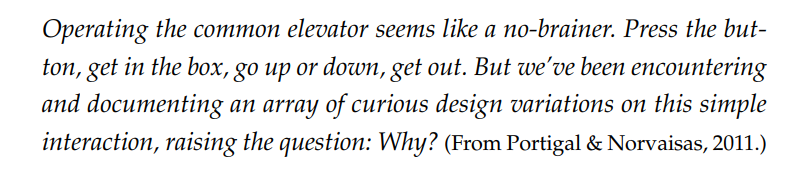 Operating the common elevator seems like a no-brainer. Press the but-
ton, get in the box, go up or down, get out. But we’ve been encountering
and documenting an array of curious design variations on this simple
interaction, raising the question: Why? (From Portigal & Norvaisas, 2011.)